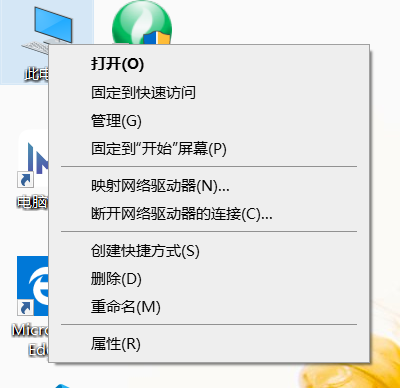 此电
打开(O)
固定到快速访问
管理(G)
固定到“开始”屏幕(P)
电脑
映射网络驱动器(N)...
断开网络驱动器的连接(C)...
创建快捷方式(S)
删除(D)
重命名(M)
Micro
Ed
属性(R)